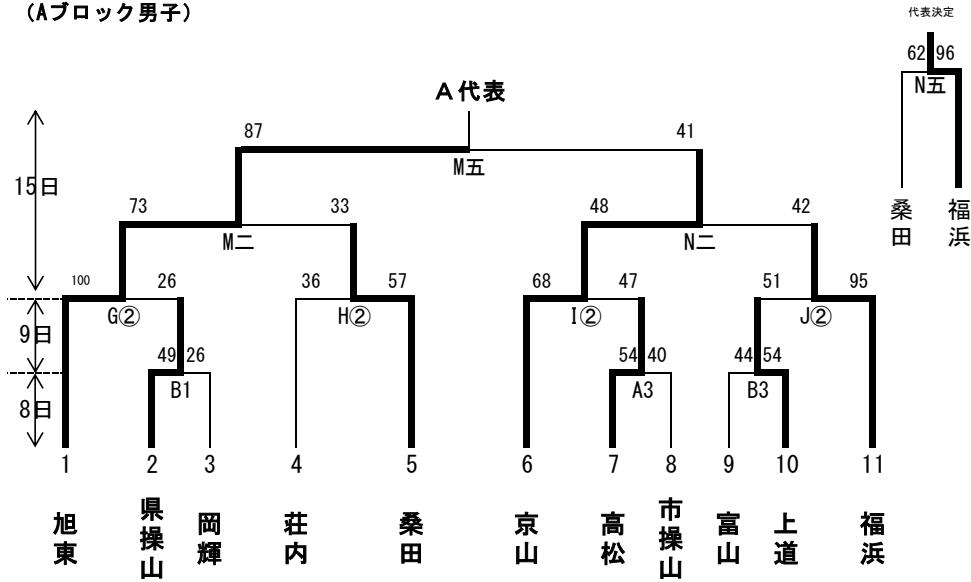 (Aブロック男子)
代表決定
62 96
N五
桑田 福浜
A代表
87 41
M五
15日
73 33 48 42
M二 N二
100 26 36 57 68 47 51 95
G② H② I② J②
9日
49 26 54 40 44 54
B1 A3 B3
8日
1 2 3 4 5 6 7 8 9 10 11
旭東 県操山 岡輝 荘内 桑田 京山 高松 市操山 富山 上道 福浜